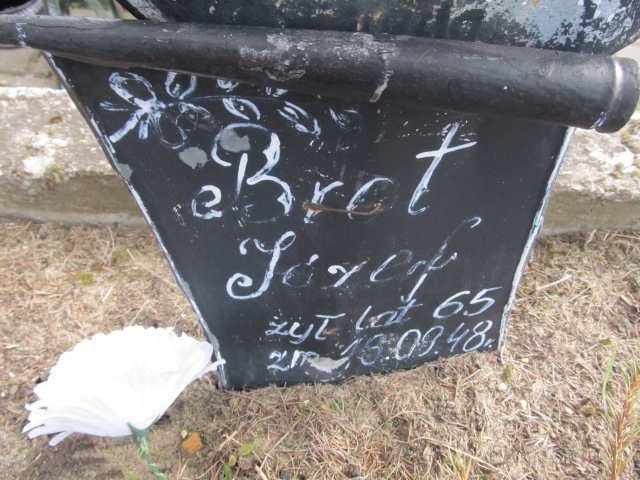 Brot
Józef
żył lat 65
zm. 18.09.48.